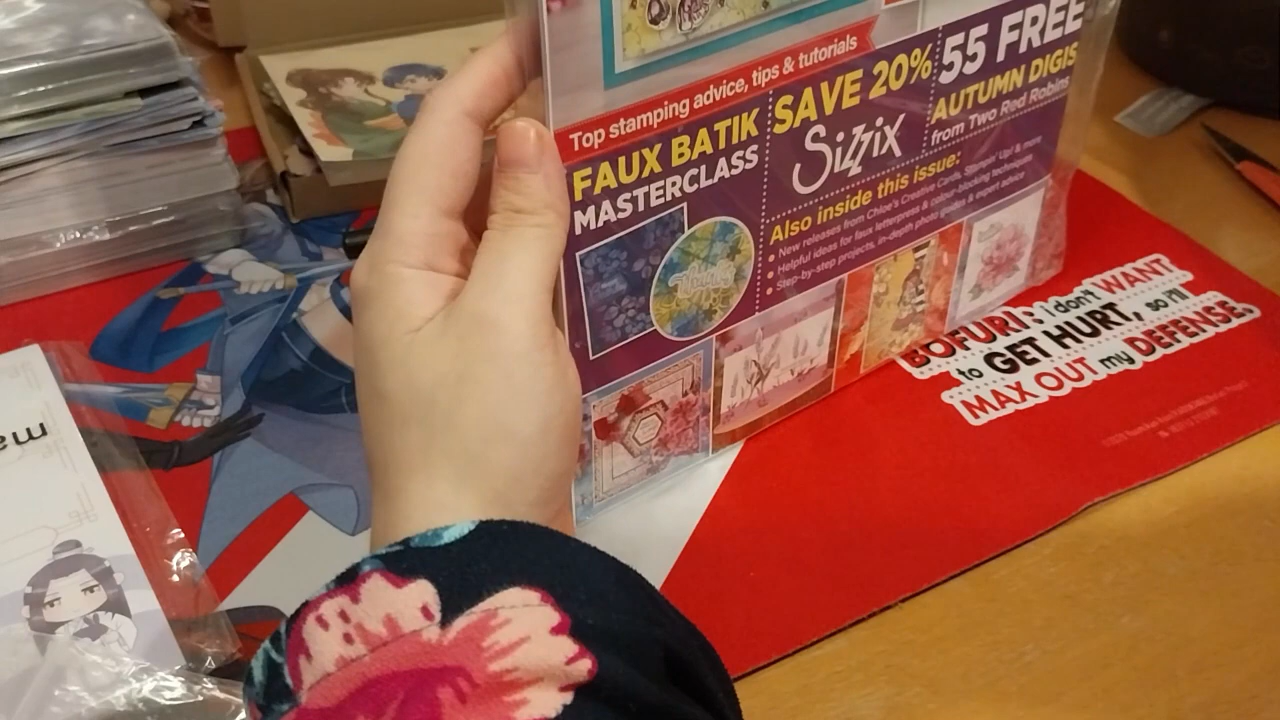 Top stamping advice, tips & tutorials
FAUX BATIK
MASTERCLASS
SAVE 20%
Sizzix
55 FREE
AUTUMN DIGIS
from Two Red Robins
Also inside this issue:
• New releases from Chloe's Creative Cards, Stampin' Up! & more
• Helpful ideas for faux letterpress & colour-blocking techniques
• Step-by-step projects, in-depth photo guides & expert advice
Thanks
BOFURI: I don't WANT
to GET HURT, so I'll
MAX OUT my DEFENSE.
ma